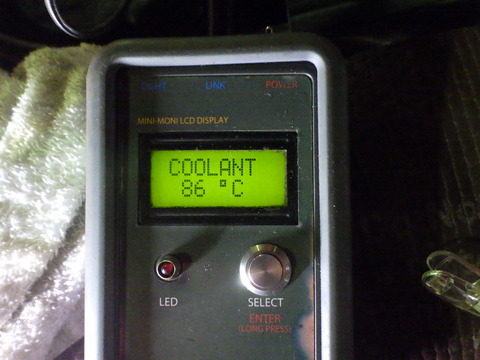 LINK
POWER
MINI-MONI LCD DISPLAY
COOLANT
86 °C
LED
SELECT
ENTER
(LONG PRESS)